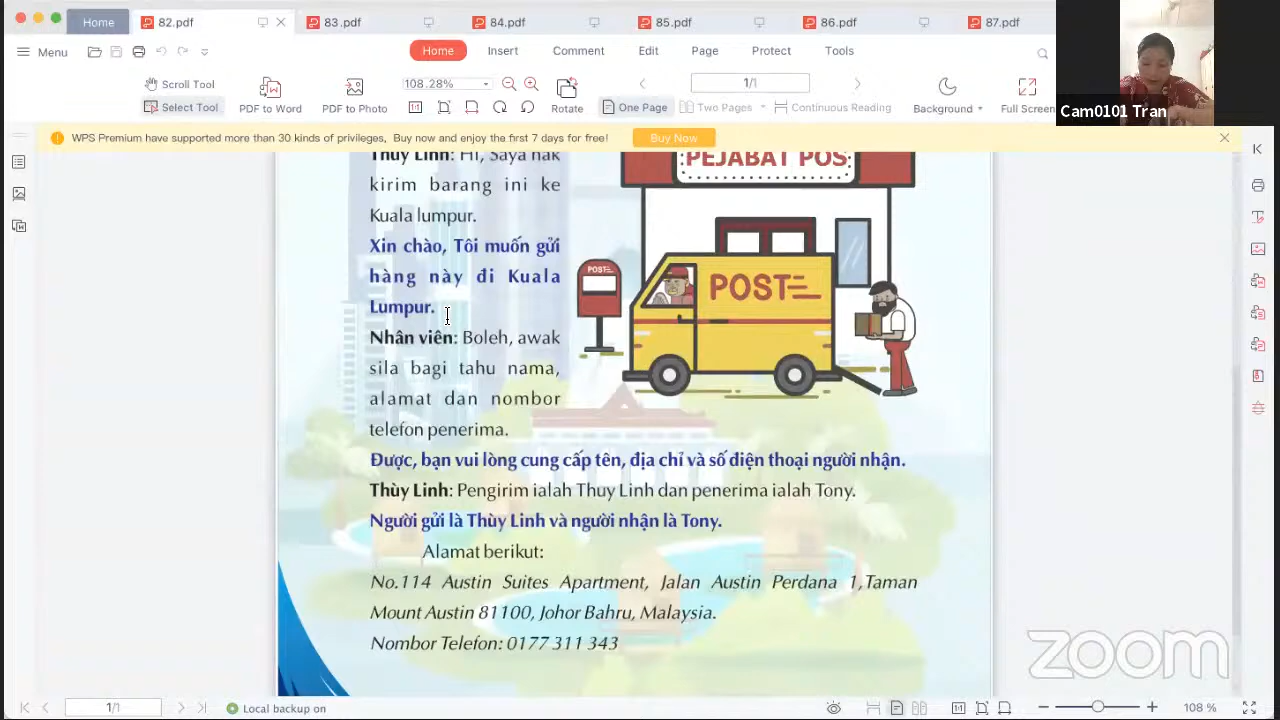 Home
82.pdf
83.pdf
84.pdf
85.pdf
86.pdf
87.pdf
Menu
Home
Insert
Comment
Edit
Page
Protect
Tools
Scroll Tool
Select Tool
PDF to Word
PDF to Photo
108.28%
Rotate
1/1
One Page
Two Pages
Continuous Reading
Background
Full Screen
Cam0101 Tran
WPS Premium have supported more than 30 kinds of privileges, Buy now and enjoy the first 7 days for free!
Buy Now
Thùy Linh: Hi, Saya nak
kirim barang ini ke
Kuala lumpur.
Xin chào, Tôi muốn gửi
hàng này đi Kuala
Lumpur.
Nhân viên: Boleh, awak
sila bagi tahu nama,
alamat dan nombor
telefon penerima.
PEJABAT POS
POST
POST
Được, bạn vui lòng cung cấp tên, địa chỉ và số điện thoại người nhận.
Thùy Linh: Pengirim ialah Thuy Linh dan penerima ialah Tony.
Người gửi là Thùy Linh và người nhận là Tony.
Alamat berikut:
No.114 Austin Suites Apartment, Jalan Austin Perdana 1,Taman
Mount Austin 81100, Johor Bahru, Malaysia.
Nombor Telefon: 0177 311 343
zoom
1/1
Local backup on
108 %